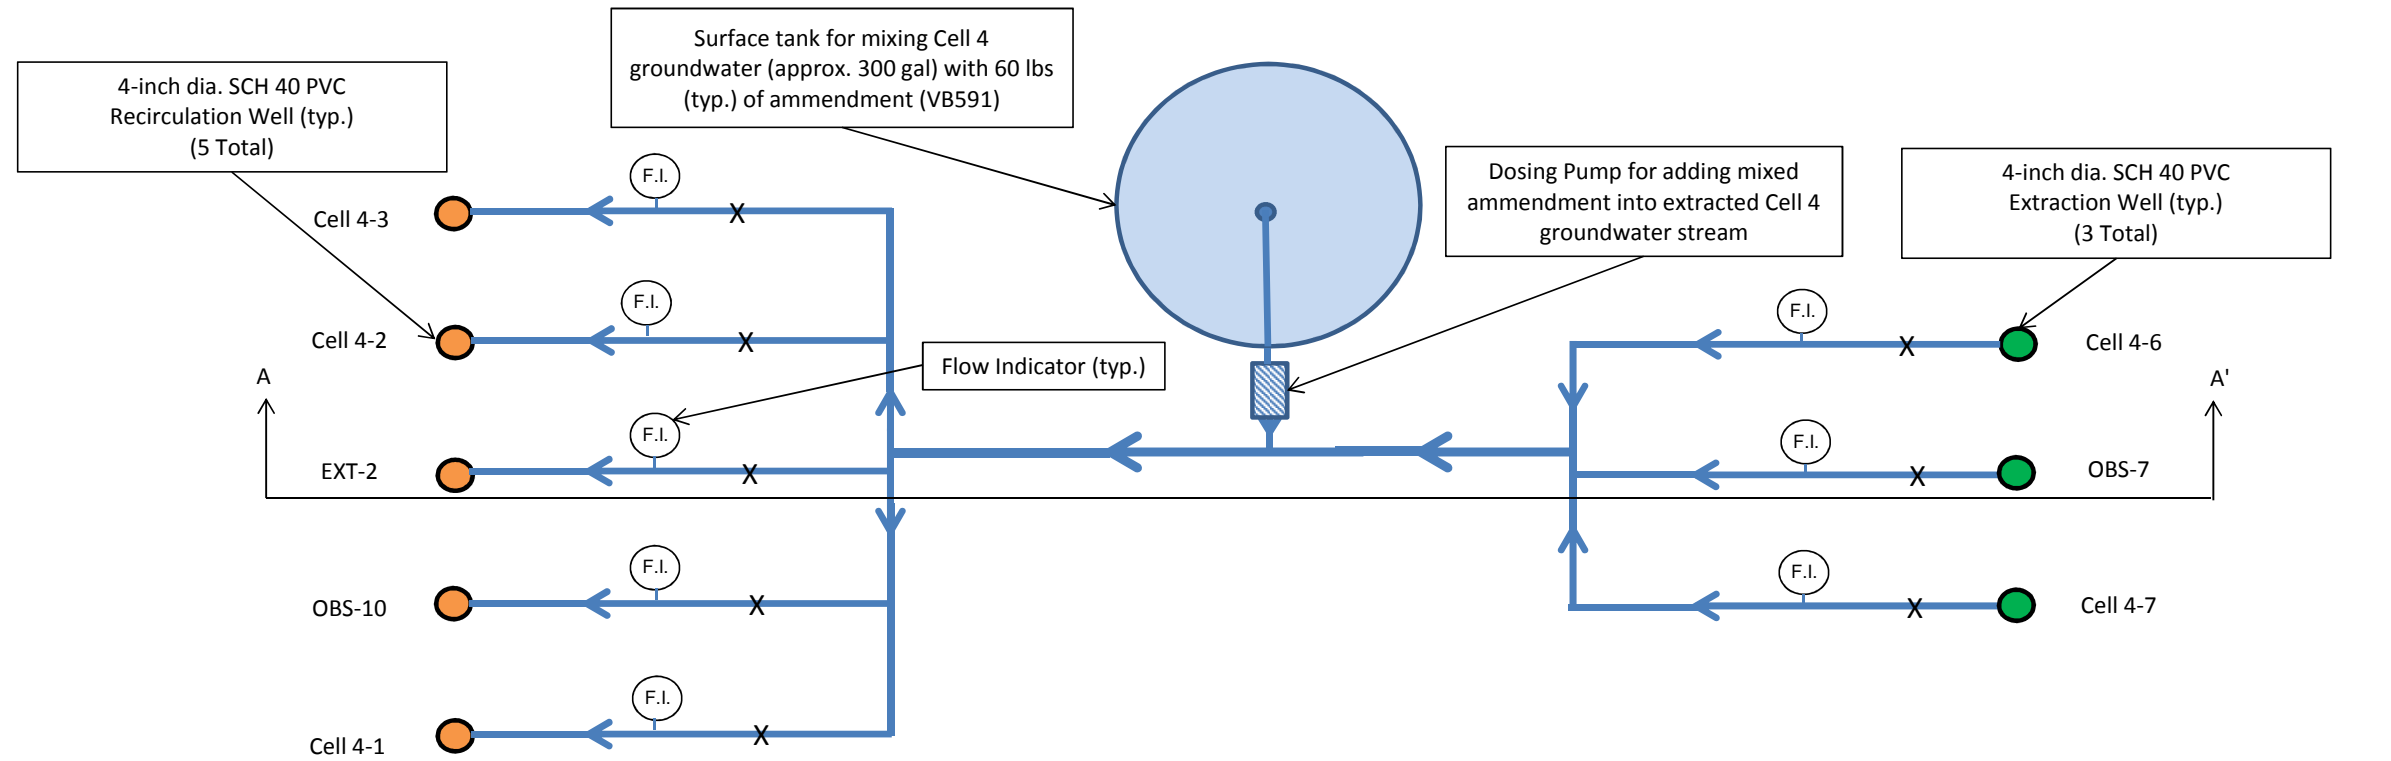 Surface tank for mixing Cell 4
groundwater (approx. 300 gal) with 60 lbs
(typ.) of ammendment (VB591)
4-inch dia. SCH 40 PVC
Recirculation Well (typ.)
(5 Total)
Dosing Pump for adding mixed
ammendment into extracted Cell 4
groundwater stream
4-inch dia. SCH 40 PVC
Extraction Well (typ.)
(3 Total)
F.I.
Cell 4-3
X
F.I.
Cell 4-2
X
F.I.
X
Cell 4-6
Flow Indicator (typ.)
A
A'
F.I.
EXT-2
X
F.I.
X
OBS-7
F.I.
OBS-10
X
F.I.
X
Cell 4-7
F.I.
Cell 4-1
X